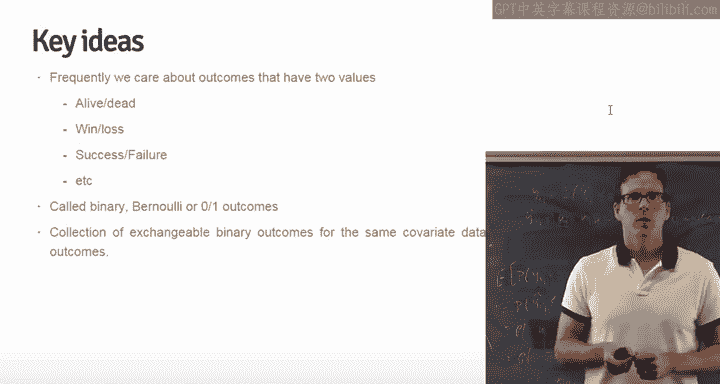 GPT中英字幕课程资源@bilibili.com
Key ideas
· Frequently we care about outcomes that have two values
- Alive/dead
- Win/loss
- Success/Failure
- etc
· Called binary, Bernoulli or 0/1 outcomes
· Collection of exchangeable binary outcomes for the same covariate data
outcomes.